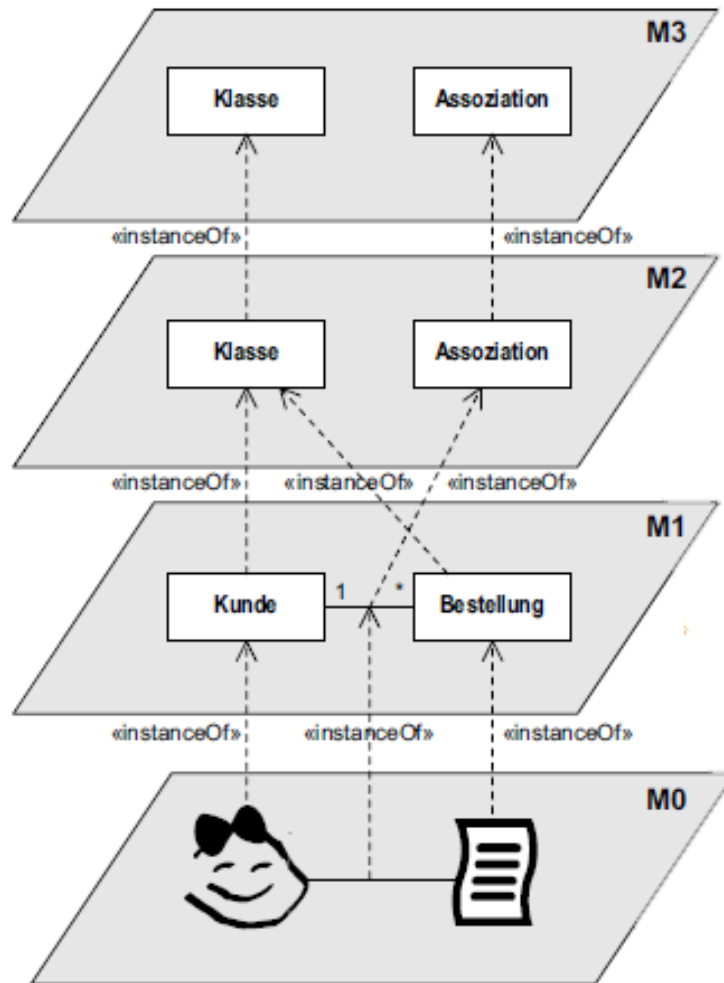 M3
Klasse
Assoziation
«instanceOf»
«instanceOf»
M2
Klasse
Assoziation
«instanceOf»
«instanceOf»
«instanceOf»
M1
Kunde
1
*
Bestellung
«instanceOf»
«instanceOf»
«instanceOf»
M0